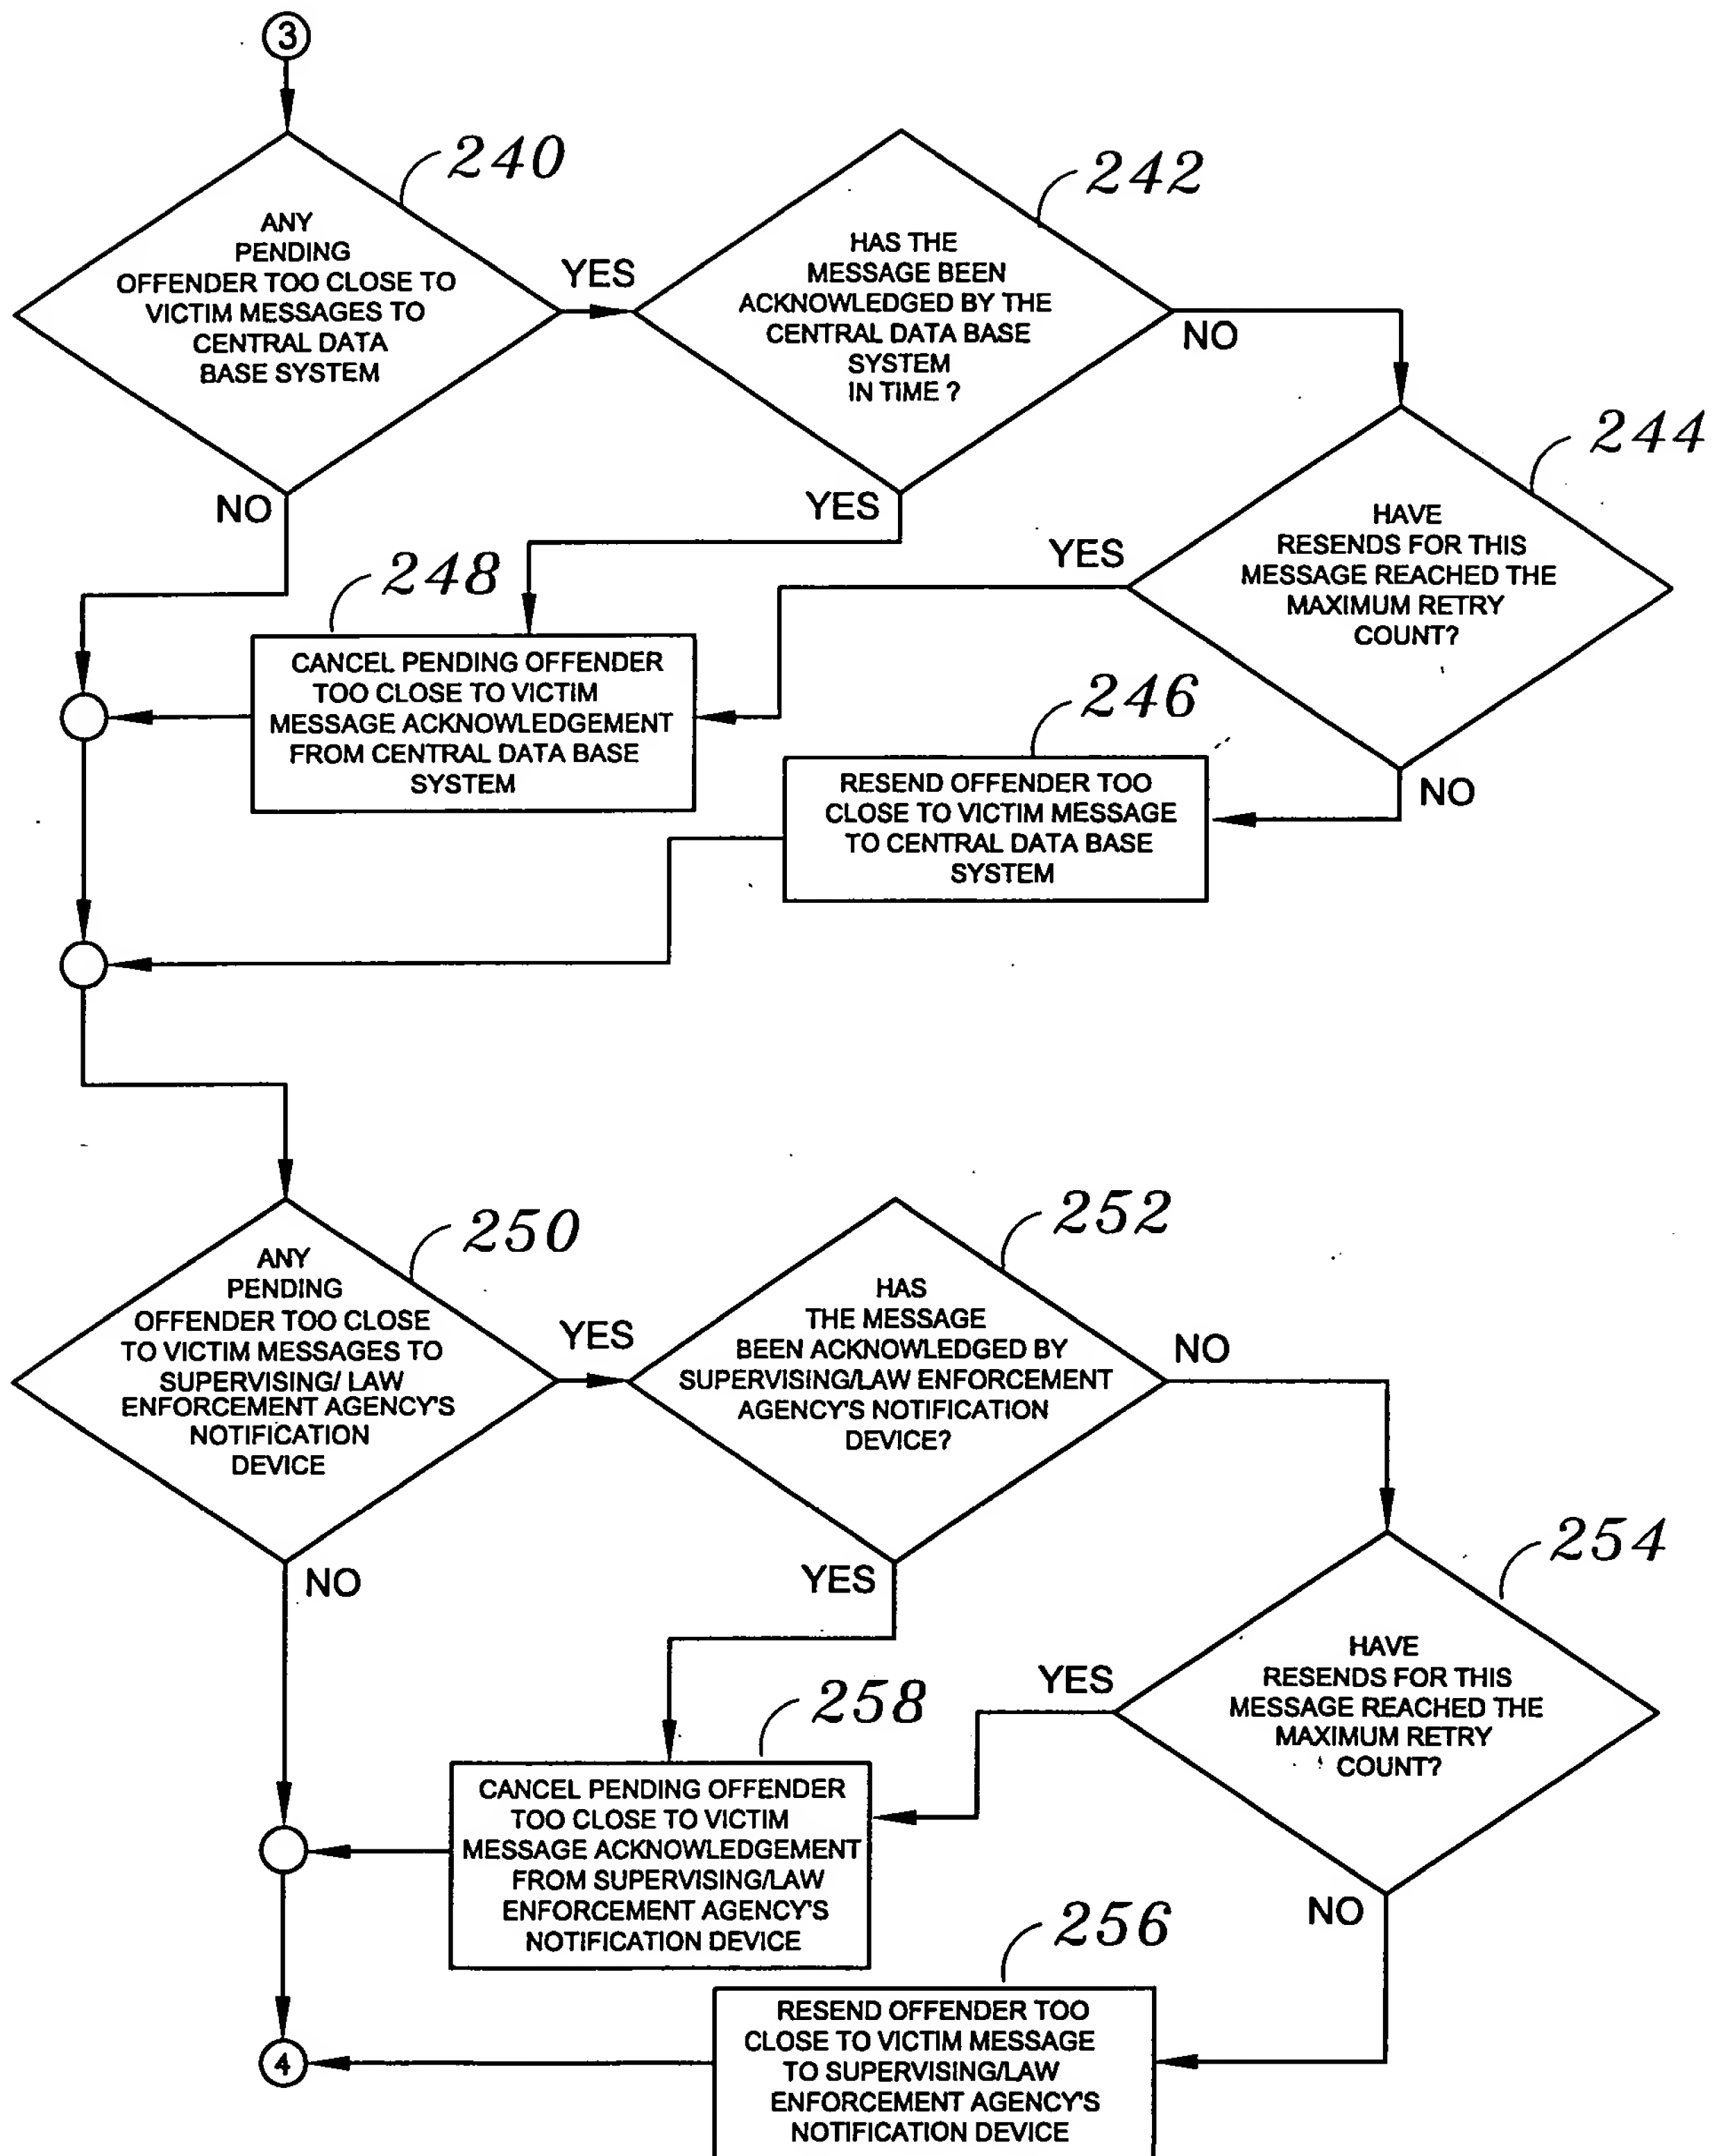 3
240
ANY
PENDING
OFFENDER TOO CLOSE TO
VICTIM MESSAGES TO
CENTRAL DATA
BASE SYSTEM
YES
NO
242
HAS THE
MESSAGE BEEN
ACKNOWLEDGED BY THE
CENTRAL DATA BASE
SYSTEM
IN TIME ?
NO
YES
244
HAVE
RESENDS FOR THIS
MESSAGE REACHED THE
MAXIMUM RETRY
COUNT?
YES
NO
248
CANCEL PENDING OFFENDER
TOO CLOSE TO VICTIM
MESSAGE ACKNOWLEDGEMENT
FROM CENTRAL DATA BASE
SYSTEM
246
RESEND OFFENDER TOO
CLOSE TO VICTIM MESSAGE
TO CENTRAL DATA BASE
SYSTEM
250
ANY
PENDING
OFFENDER TOO CLOSE
TO VICTIM MESSAGES TO
SUPERVISING/ LAW
ENFORCEMENT AGENCY'S
NOTIFICATION
DEVICE
YES
NO
252
HAS
THE MESSAGE
BEEN ACKNOWLEDGED BY
SUPERVISING/LAW ENFORCEMENT
AGENCY'S NOTIFICATION
DEVICE?
NO
YES
254
HAVE
RESENDS FOR THIS
MESSAGE REACHED THE
MAXIMUM RETRY
COUNT?
YES
NO
258
CANCEL PENDING OFFENDER
TOO CLOSE TO VICTIM
MESSAGE ACKNOWLEDGEMENT
FROM SUPERVISING/LAW
ENFORCEMENT AGENCY'S
NOTIFICATION DEVICE
256
RESEND OFFENDER TOO
CLOSE TO VICTIM MESSAGE
TO SUPERVISING/LAW
ENFORCEMENT AGENCY'S
NOTIFICATION DEVICE
4